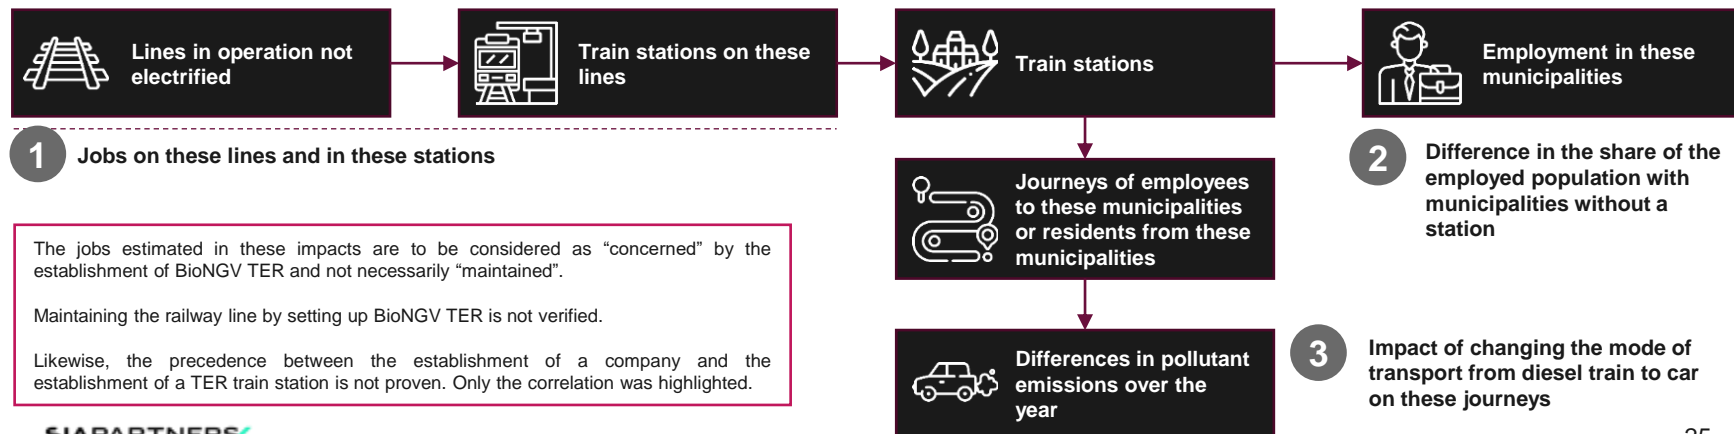 Lines in operation not
electrified
Train stations on these
lines
Train stations
Employment in these
municipalities
1
Jobs on these lines and in these stations
2
Difference in the share of the
employed population with
municipalities without a
station
Journeys of employees
to these municipalities
or residents from these
municipalities
The jobs estimated in these impacts are to be considered as “concerned” by the
establishment of BioNGV TER and not necessarily “maintained”.
Maintaining the railway line by setting up BioNGV TER is not verified.
Likewise, the precedence between the establishment of a company and the
establishment of a TER train station is not proven. Only the correlation was highlighted.
Differences in pollutant
emissions over the
year
3
Impact of changing the mode of
transport from diesel train to car
on these journeys
SIAPARTNERS